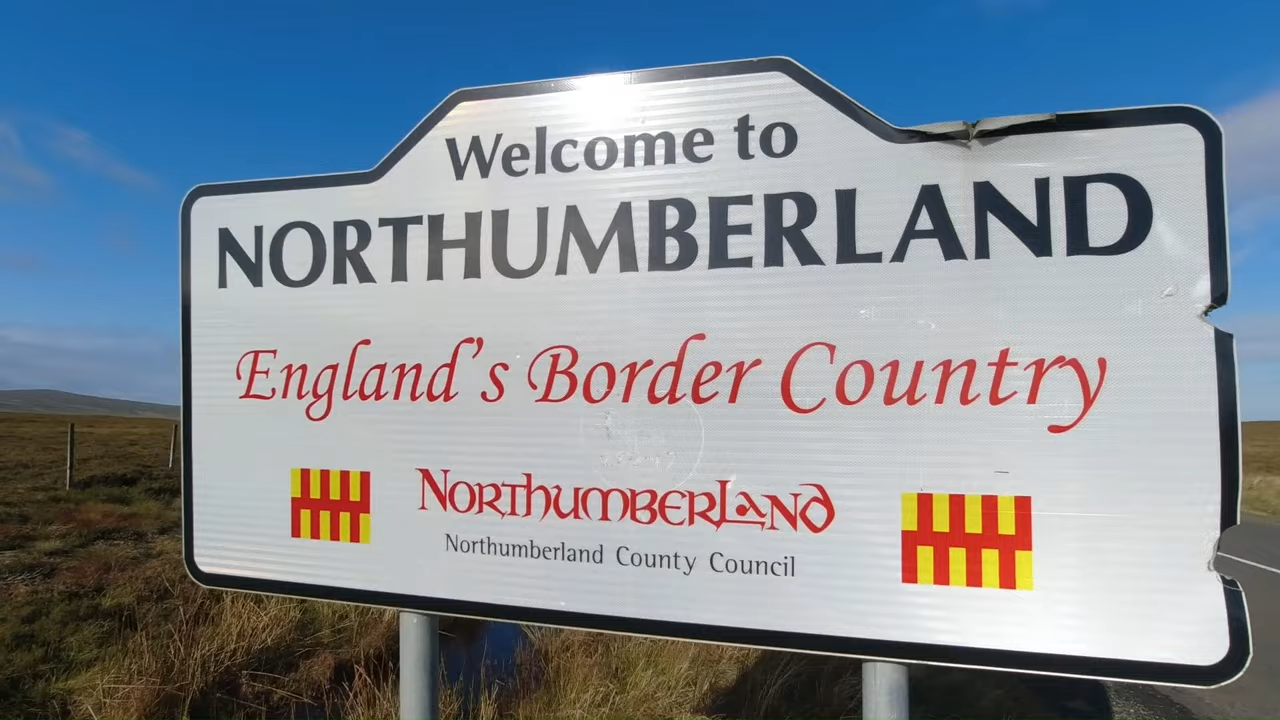 Welcome to
NORTHUMBERLAND
England's Border Country
NORThUMBERLAND
Northumberland County Council